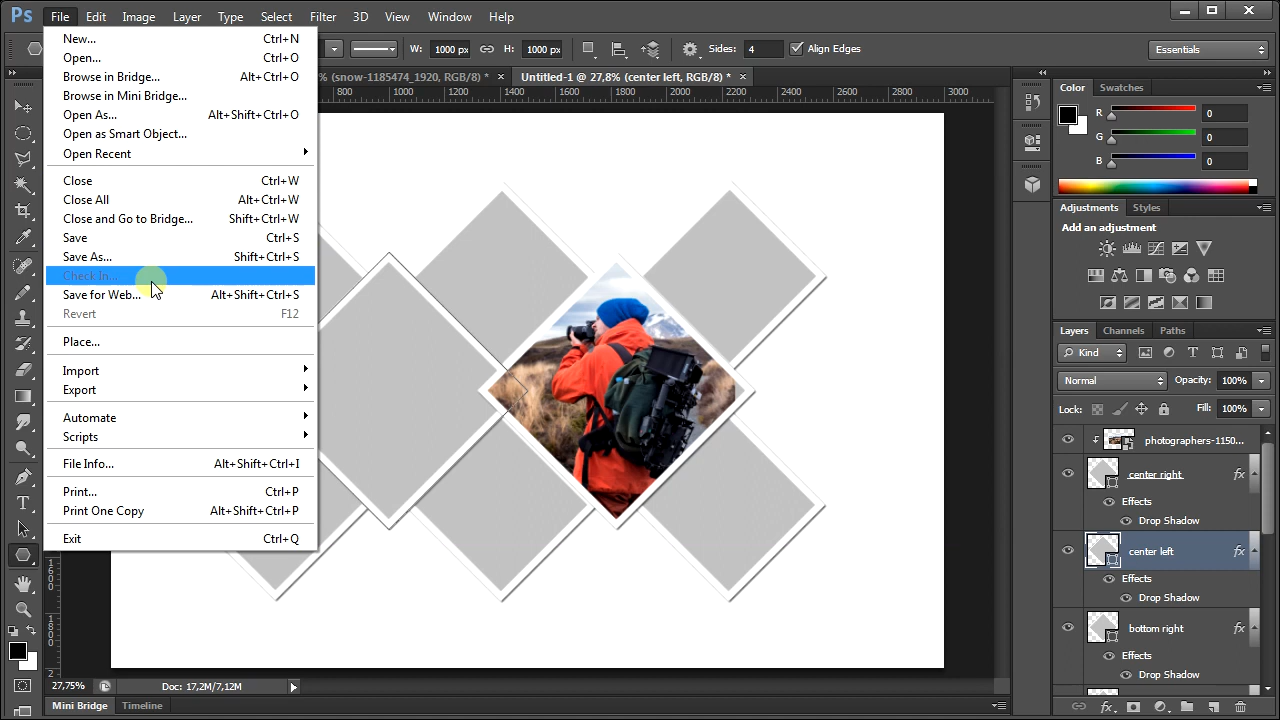 Ps File Edit Image Layer Type Select Filter 3D View Window Help
W: 1000 px H: 1000 px Sides: 4 Align Edges Essentials
% (snow-1185474_1920, RGB/8) * × Untitled-1 @ 27,8% (center left, RGB/8) * ×
800 1000 1200 1400 1600 1800 2000 2200 2400 2600 2800 3000
New... Ctrl+N
Open... Ctrl+O
Browse in Bridge... Alt+Ctrl+O
Browse in Mini Bridge...
Open As... Alt+Shift+Ctrl+O
Open as Smart Object...
Open Recent
Close Ctrl+W
Close All Alt+Ctrl+W
Close and Go to Bridge... Shift+Ctrl+W
Save Ctrl+S
Save As... Shift+Ctrl+S
Check In...
Save for Web... Alt+Shift+Ctrl+S
Revert F12
Place...
Import
Export
Automate
Scripts
File Info... Alt+Shift+Ctrl+I
Print... Ctrl+P
Print One Copy Alt+Shift+Ctrl+P
Exit Ctrl+Q
1600
1800
2
27,75% Doc: 17,2M/7,12M
Mini Bridge Timeline
Color Swatches
R 0
G 0
B 0
Adjustments Styles
Add an adjustment
Layers Channels Paths
Kind
Normal Opacity: 100%
Lock: Fill: 100%
photographers-1150...
center right fx
Effects
Drop Shadow
center left fx
Effects
Drop Shadow
bottom right fx
Effects
Drop Shadow
fx